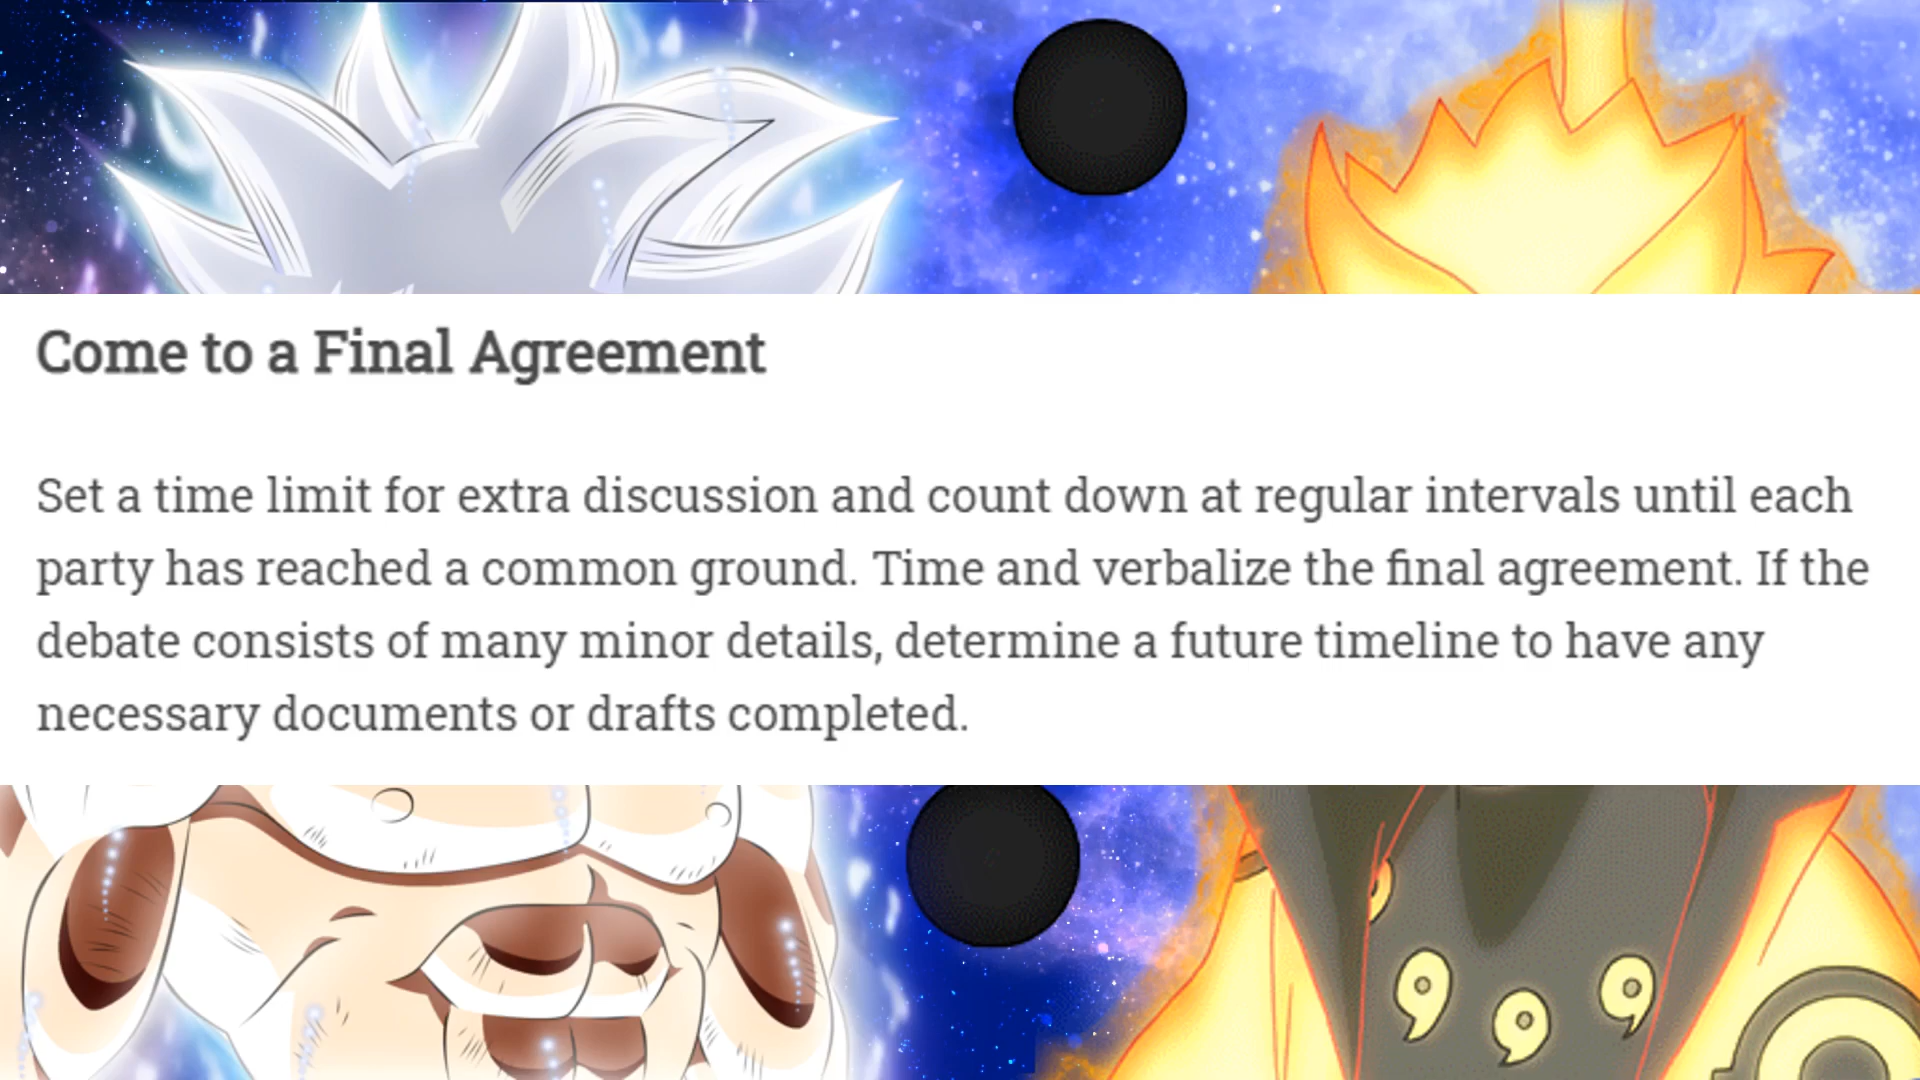 Come to a Final Agreement
Set a time limit for extra discussion and count down at regular intervals until each
party has reached a common ground. Time and verbalize the final agreement. If the
debate consists of many minor details, determine a future timeline to have any
necessary documents or drafts completed.